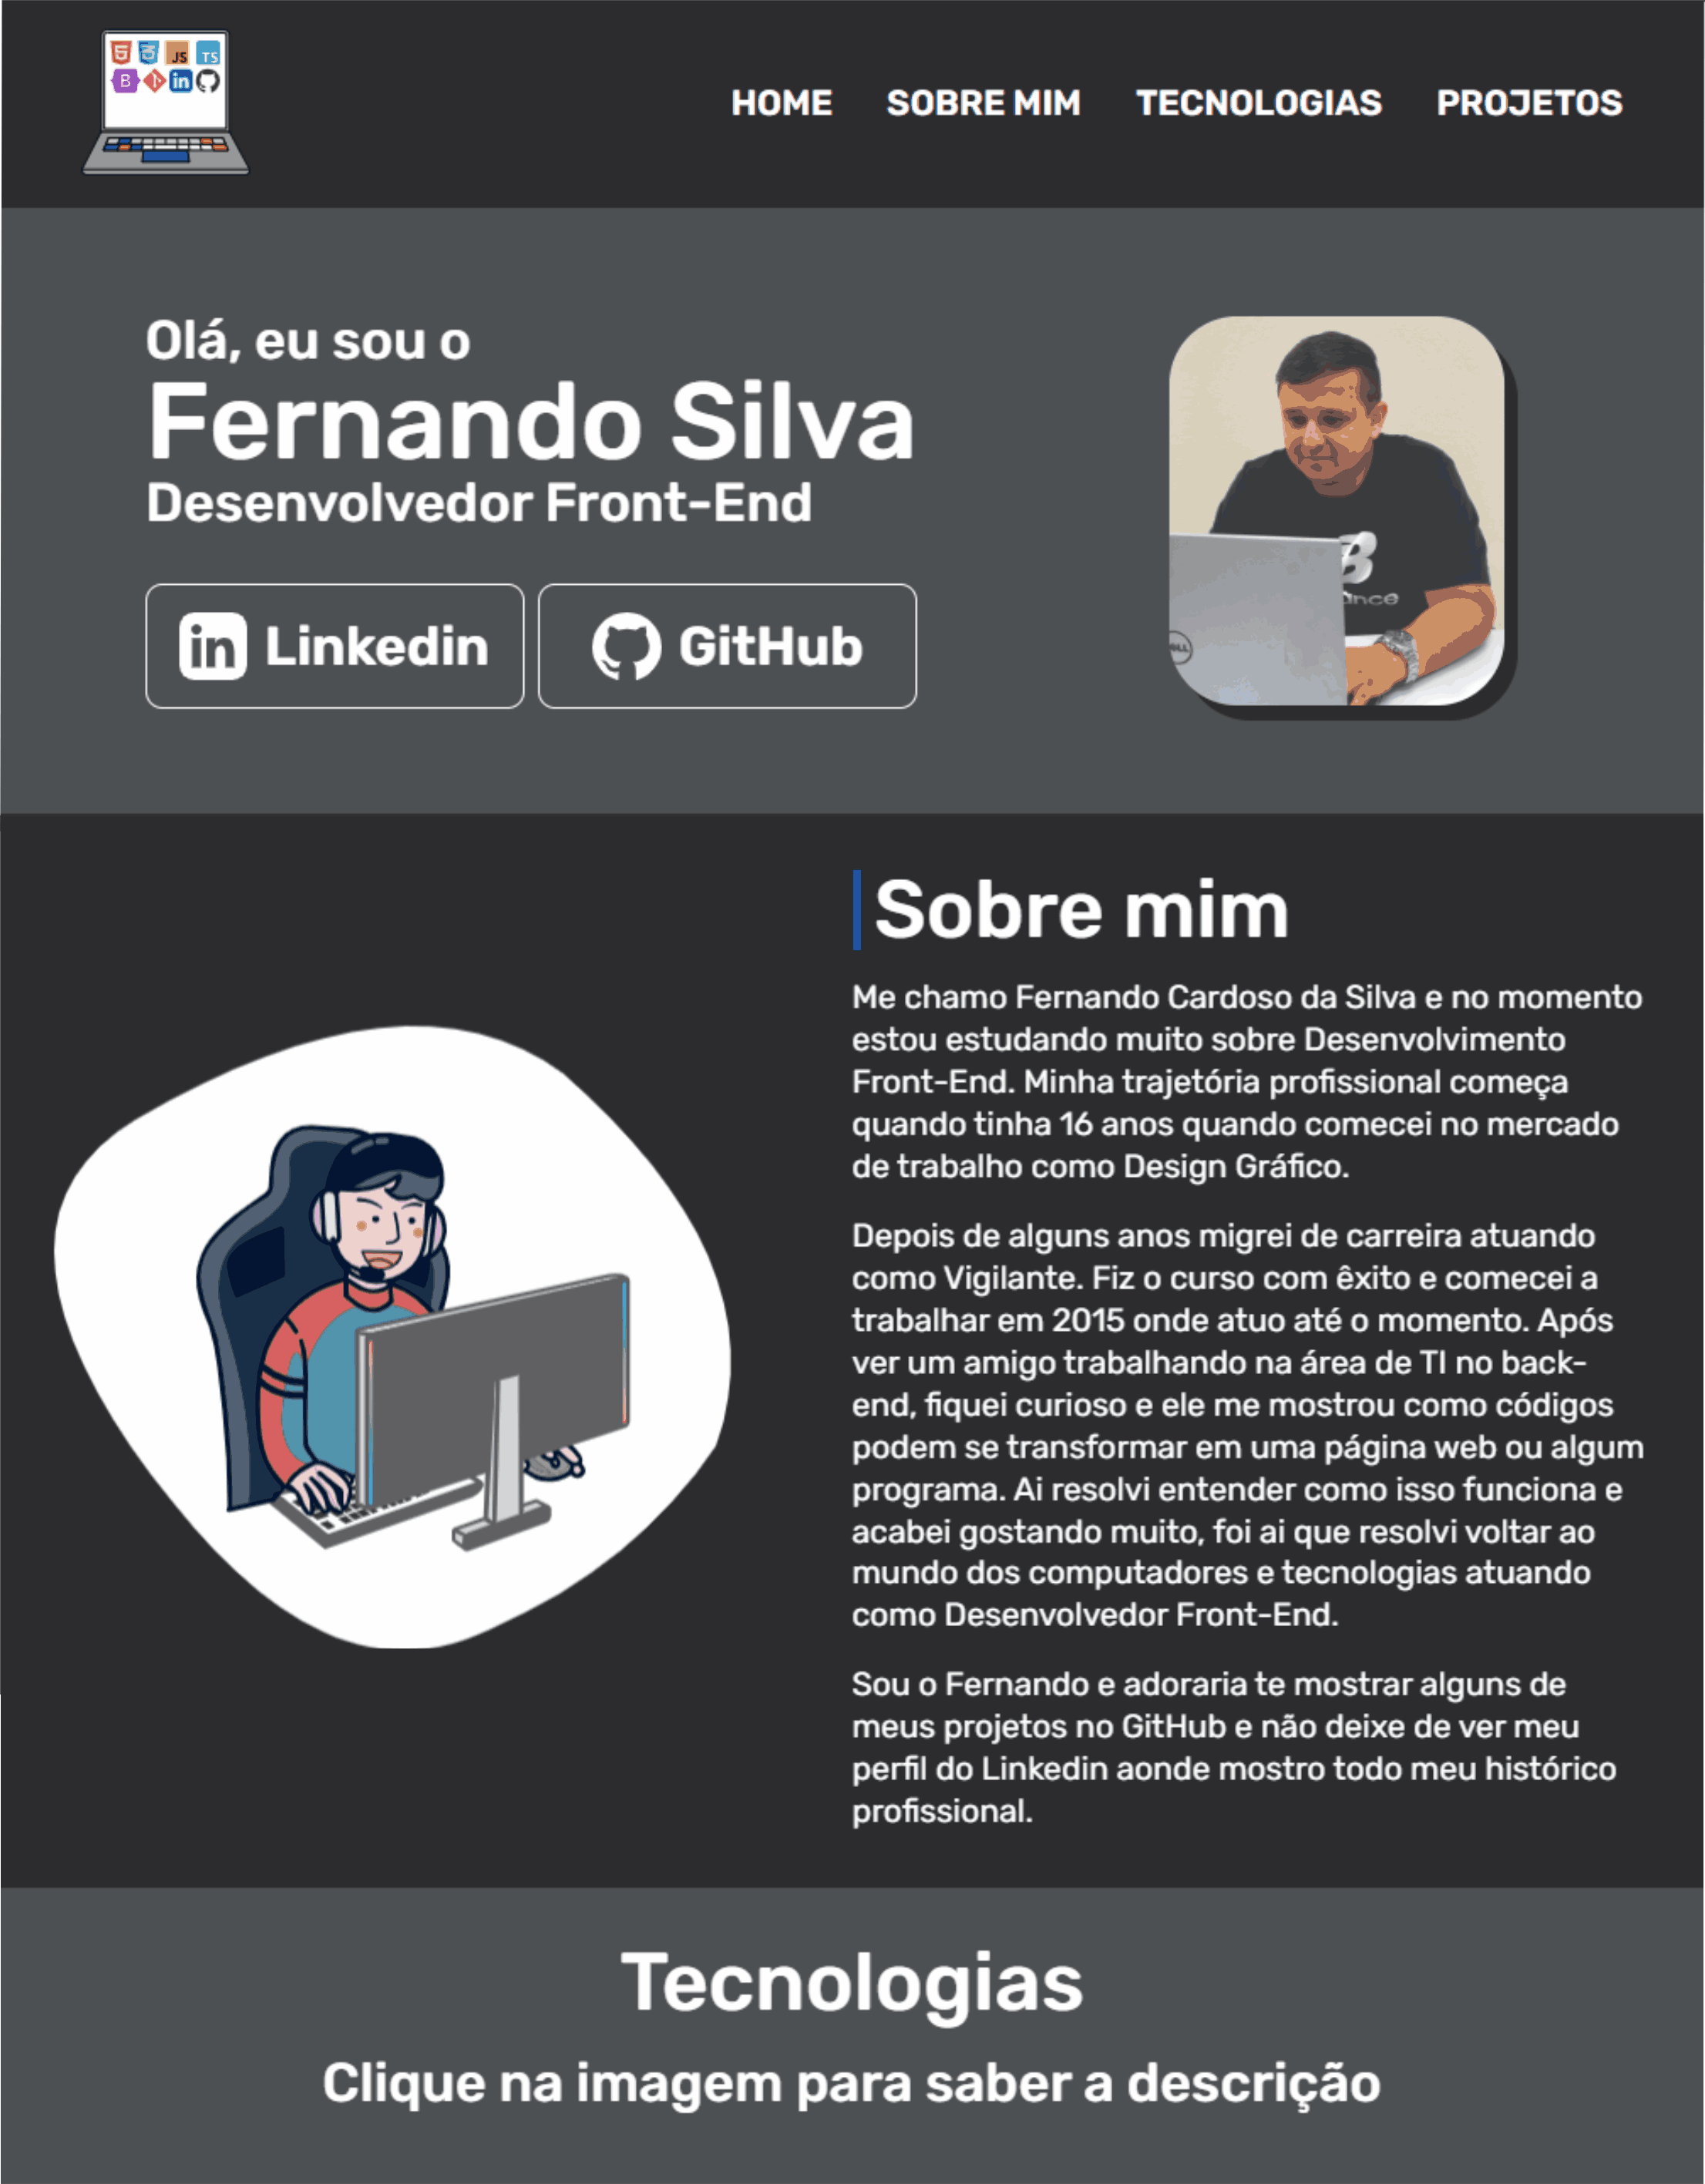 JS TS
B in
HOME SOBRE MIM TECNOLOGIAS PROJETOS
Olá, eu sou o
Fernando Silva
Desenvolvedor Front-End
in Linkedin GitHub
B
ance
DELL
Sobre mim
Me chamo Fernando Cardoso da Silva e no momento
estou estudando muito sobre Desenvolvimento
Front-End. Minha trajetória profissional começa
quando tinha 16 anos quando comecei no mercado
de trabalho como Design Gráfico.
Depois de alguns anos migrei de carreira atuando
como Vigilante. Fiz o curso com êxito e comecei a
trabalhar em 2015 onde atuo até o momento. Após
ver um amigo trabalhando na área de TI no back-
end, fiquei curioso e ele me mostrou como códigos
podem se transformar em uma página web ou algum
programa. Ai resolvi entender como isso funciona e
acabei gostando muito, foi ai que resolvi voltar ao
mundo dos computadores e tecnologias atuando
como Desenvolvedor Front-End.
Sou o Fernando e adoraria te mostrar alguns de
meus projetos no GitHub e não deixe de ver meu
perfil do Linkedin aonde mostro todo meu histórico
profissional.
Tecnologias
Clique na imagem para saber a descrição